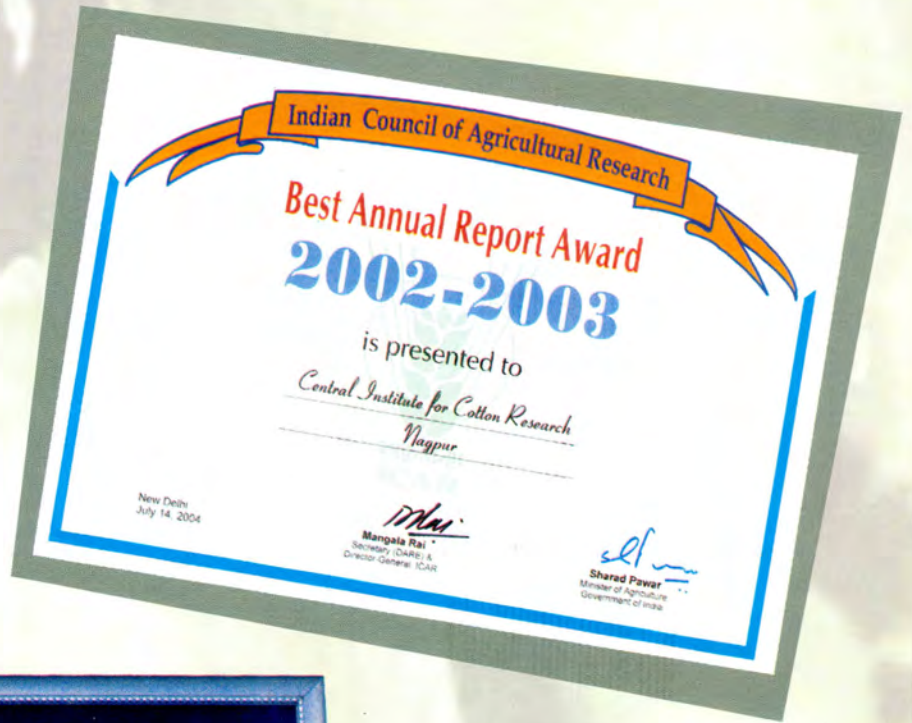 Indian Council of Agricultural Research
Best Annual Report Award
2002-2003
is presented to
Central Institute for Cotton Research
Nagpur
New Delhi
July 14, 2004
Mangala Rai
Secretary (DARE) &
Director General, ICAR
Sharad Pawar
Minister of Agriculture
Government of India